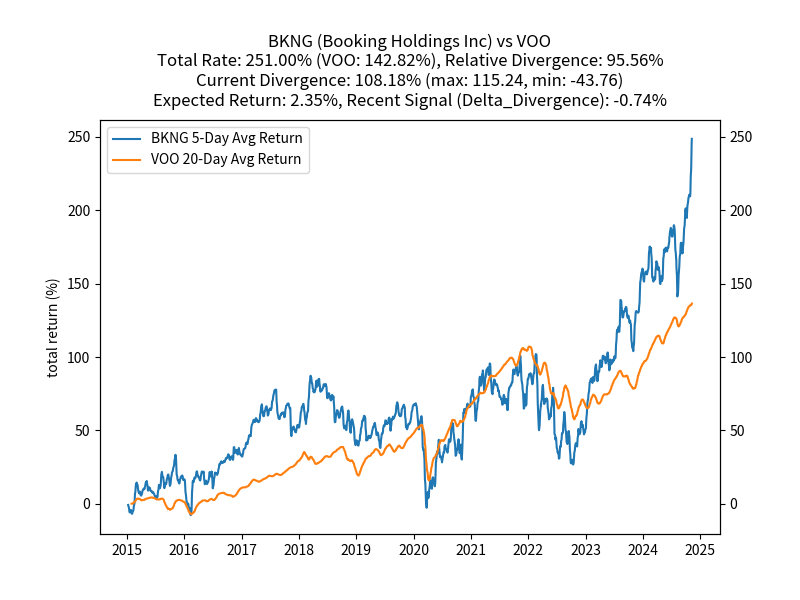 BKNG (Booking Holdings Inc) vs VOO
Total Rate: 251.00% (VOO: 142.82%), Relative Divergence: 95.56%
Current Divergence: 108.18% (max: 115.24, min: -43.76)
Expected Return: 2.35%, Recent Signal (Delta_Divergence): -0.74%
BKNG 5-Day Avg Return
VOO 20-Day Avg Return
total return (%)
250
200
150
100
50
0
250
200
150
100
50
0
2015 2016 2017 2018 2019 2020 2021 2022 2023 2024 2025